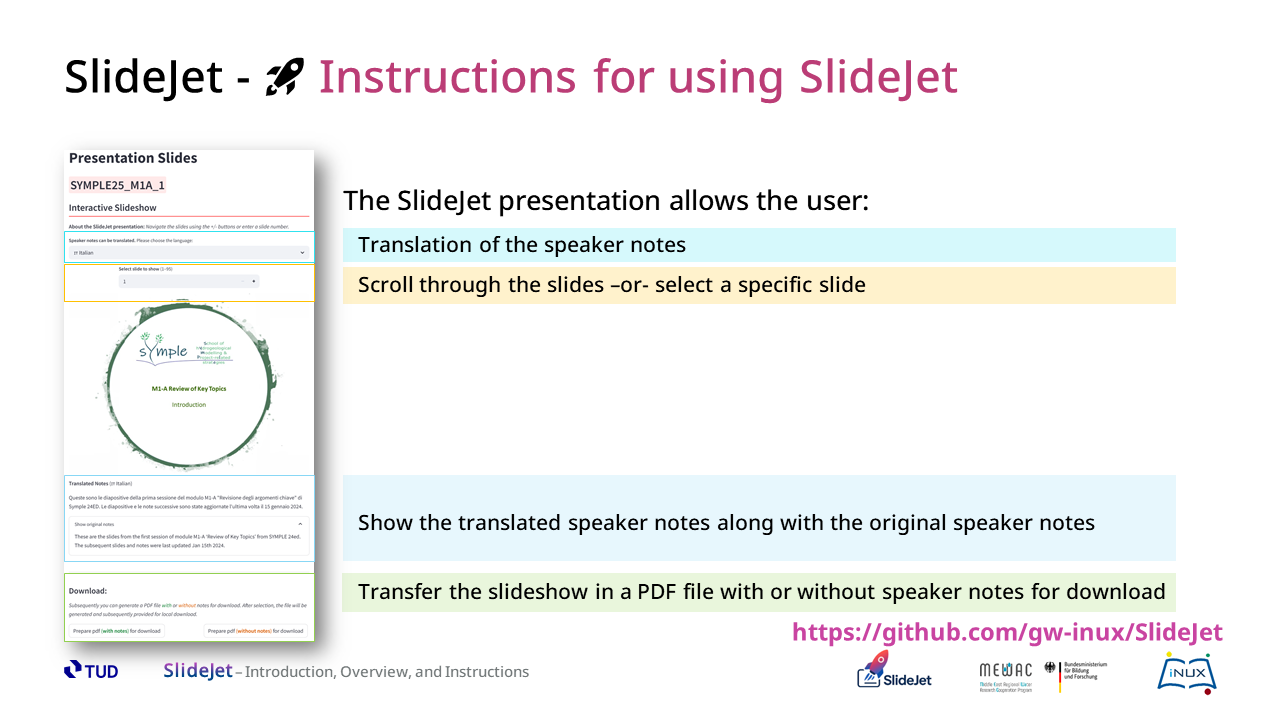 SlideJet - Instructions for using SlideJet
Presentation Slides
SYMPLE25_M1A_1
Interactive Slideshow
About the SlideJet presentation: Navigate the slides using the +/- buttons or enter a slide number.
Speaker notes can be translated. Please choose the language:
IT Italian
Select slide to show (1–95)
1
sYmple
School of
Hydrogeological
Modelling &
Project-related
strategies
M1-A Review of Key Topics
Introduction
Translated Notes (IT Italian)
Queste sono le diapositive della prima sessione del modulo M1-A "Revisione degli argomenti chiave" di
Symple 24ED. Le diapositive e le note successive sono state aggiornate l'ultima volta il 15 gennaio 2024.
Show original notes
These are the slides from the first session of module M1-A 'Review of Key Topics' from SYMPLE 24ed.
The subsequent slides and notes were last updated Jan 15th 2024.
Download:
Subsequently you can generate a PDF file with or without notes for download. After selection, the file will be
generated and subsequently provided for local download.
Prepare pdf (with notes) for download
Prepare pdf (without notes) for download
The SlideJet presentation allows the user:
Translation of the speaker notes
Scroll through the slides –or- select a specific slide
Show the translated speaker notes along with the original speaker notes
Transfer the slideshow in a PDF file with or without speaker notes for download
https://github.com/gw-inux/SlideJet
TUD
SlideJet – Introduction, Overview, and Instructions
SlideJet
MEWAC
Middle East Regional Water
Research Cooperation Program
Bundesministerium
für Bildung
und Forschung
iNUX